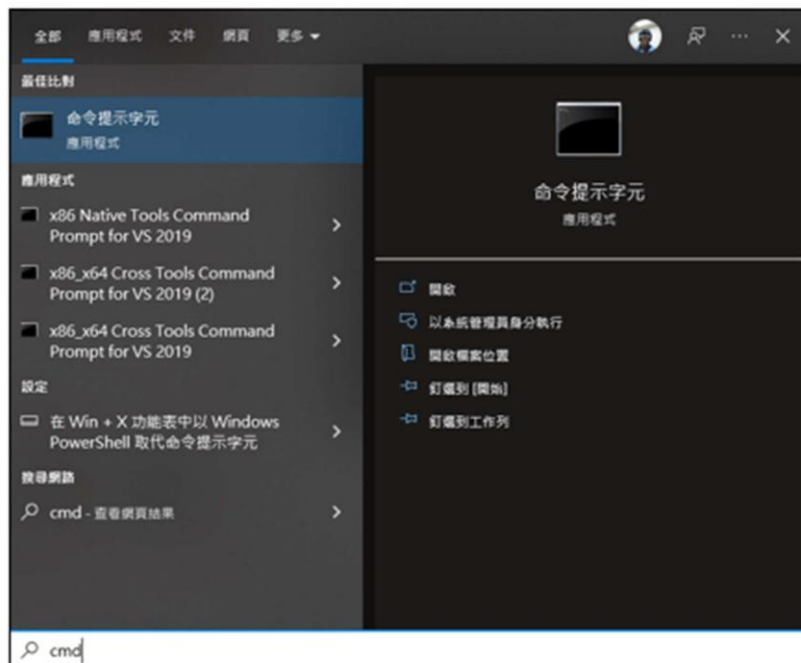 全部 應用程式 文件 網頁 更多
最佳比對
命令提示字元
應用程式
應用程式
x86 Native Tools Command
Prompt for VS 2019
x86_x64 Cross Tools Command
Prompt for VS 2019 (2)
x86_x64 Cross Tools Command
Prompt for VS 2019
設定
在 Win + X 功能表中以 Windows
PowerShell 取代命令提示字元
搜尋網路
cmd - 查看網頁結果
命令提示字元
應用程式
開啟
以系統管理員身分執行
開啟檔案位置
釘選到 [開始]
釘選到工作列
cmd